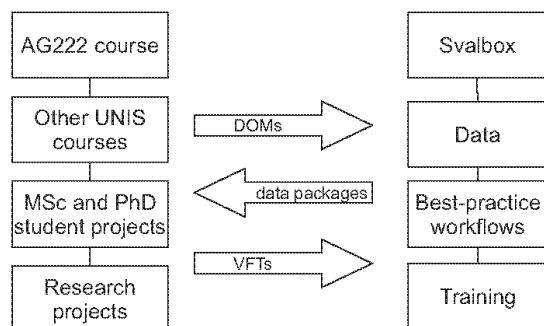 AG222 course
Other UNIS
courses
MSc and PhD
student projects
Research
projects
DOMs
data packages
VFTs
Svalbox
Data
Best-practice
workflows
Training